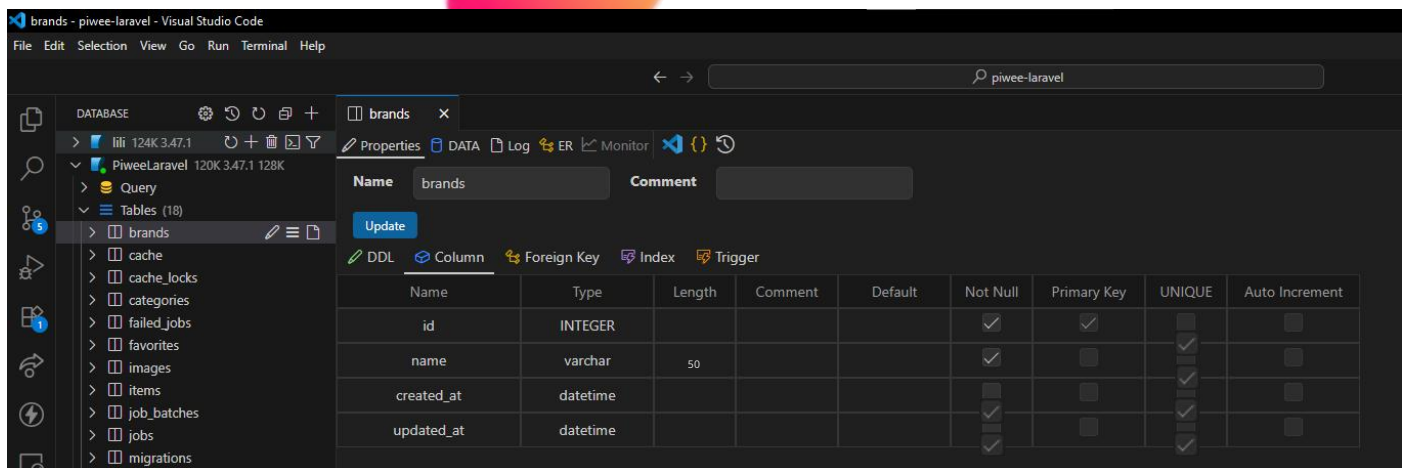 brands - piwee-laravel - Visual Studio Code
File Edit Selection View Go Run Terminal Help
piwee-laravel
DATABASE
brands
lili 124K 3.47.1
Properties DATA Log ER Monitor
PiweeLaravel 120K 3.47.1 128K
Query
Name brands Comment
Tables (18)
brands
Update
cache
DDL Column Foreign Key Index Trigger
cache_locks
Name Type Length Comment Default Not Null Primary Key UNIQUE Auto Increment
categories
failed_jobs
id INTEGER
5
1
favorites
images
name varchar 50
items
created_at datetime
job_batches
jobs
updated_at datetime
migrations